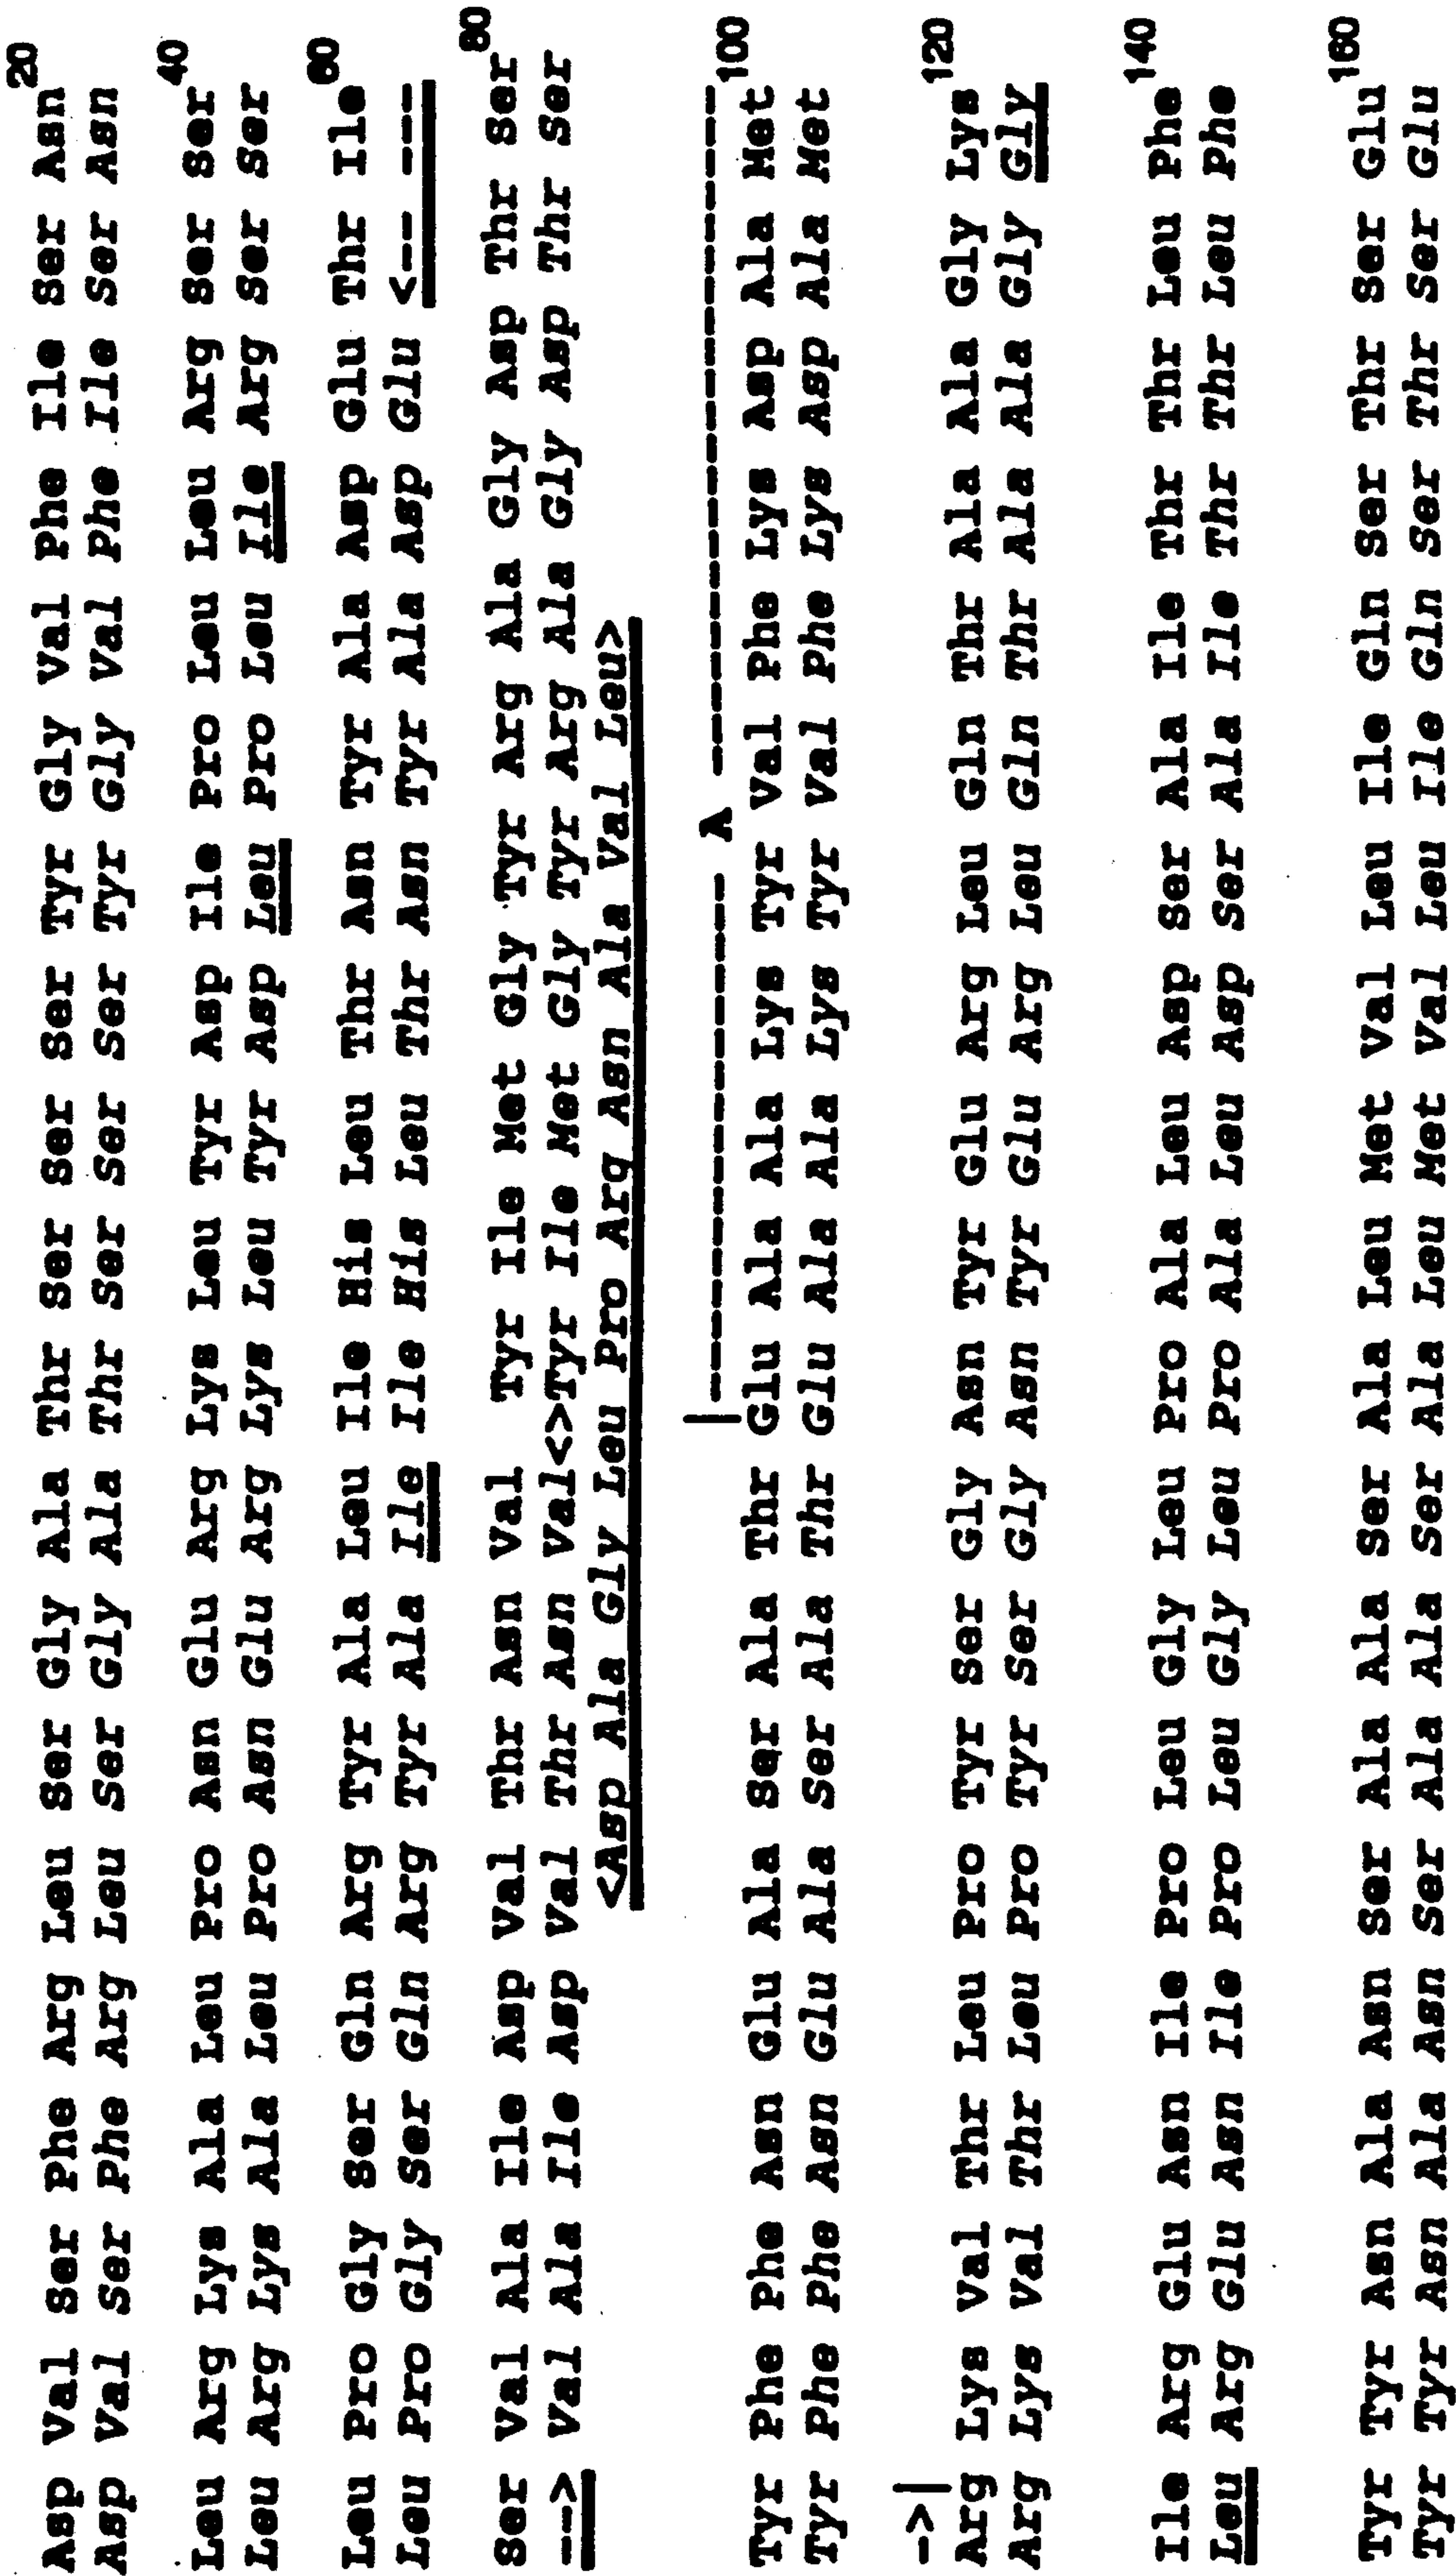 20
Asp Val Ser Phe Arg Leu Ser Gly Ala Thr Ser Ser Ser Tyr Gly Val Phe Ile Ser Asn
Asp Val Ser Phe Arg Leu Ser Gly Ala Thr Ser Ser Ser Tyr Gly Val Phe Ile Ser Asn
40
Leu Arg Lys Ala Leu Pro Asn Glu Arg Lys Leu Tyr Asp Ile Pro Leu Leu Arg Ser Ser
Leu Arg Lys Ala Leu Pro Asn Glu Arg Lys Leu Tyr Asp Leu Pro Leu Ile Arg Ser Ser
60
Leu Pro Gly Ser Gln Arg Tyr Ala Leu Ile His Leu Thr Asn Tyr Ala Asp Glu Thr Ile
Leu Pro Gly Ser Gln Arg Tyr Ala Ile Ile His Leu Thr Asn Tyr Ala Asp Glu <-- ---
80
Ser Val Ala Ile Asp Val Thr Asn Val Tyr Ile Met Gly Tyr Arg Ala Gly Asp Thr Ser
--> Val Ala Ile Asp Val Thr Asn Val<>Tyr Ile Met Gly Tyr Arg Ala Gly Asp Thr Ser
<Asp Ala Gly Leu Pro Arg Asn Ala Val Leu>
|-------------- A --------------
100
Tyr Phe Phe Asn Glu Ala Ser Ala Thr Glu Ala Ala Lys Tyr Val Phe Lys Asp Ala Met
Tyr Phe Phe Asn Glu Ala Ser Ala Thr Glu Ala Ala Lys Tyr Val Phe Lys Asp Ala Met
->|
120
Arg Lys Val Thr Leu Pro Tyr Ser Gly Asn Tyr Glu Arg Leu Gln Thr Ala Ala Gly Lys
Arg Lys Val Thr Leu Pro Tyr Ser Gly Asn Tyr Glu Arg Leu Gln Thr Ala Ala Gly Gly
140
Ile Arg Glu Asn Ile Pro Leu Gly Leu Pro Ala Leu Asp Ser Ala Ile Thr Thr Leu Phe
Leu Arg Glu Asn Ile Pro Leu Gly Leu Pro Ala Leu Asp Ser Ala Ile Thr Thr Leu Phe
160
Tyr Tyr Asn Ala Asn Ser Ala Ala Ser Ala Leu Met Val Leu Ile Gln Ser Thr Ser Glu
Tyr Tyr Asn Ala Asn Ser Ala Ala Ser Ala Leu Met Val Leu Ile Gln Ser Thr Ser Glu